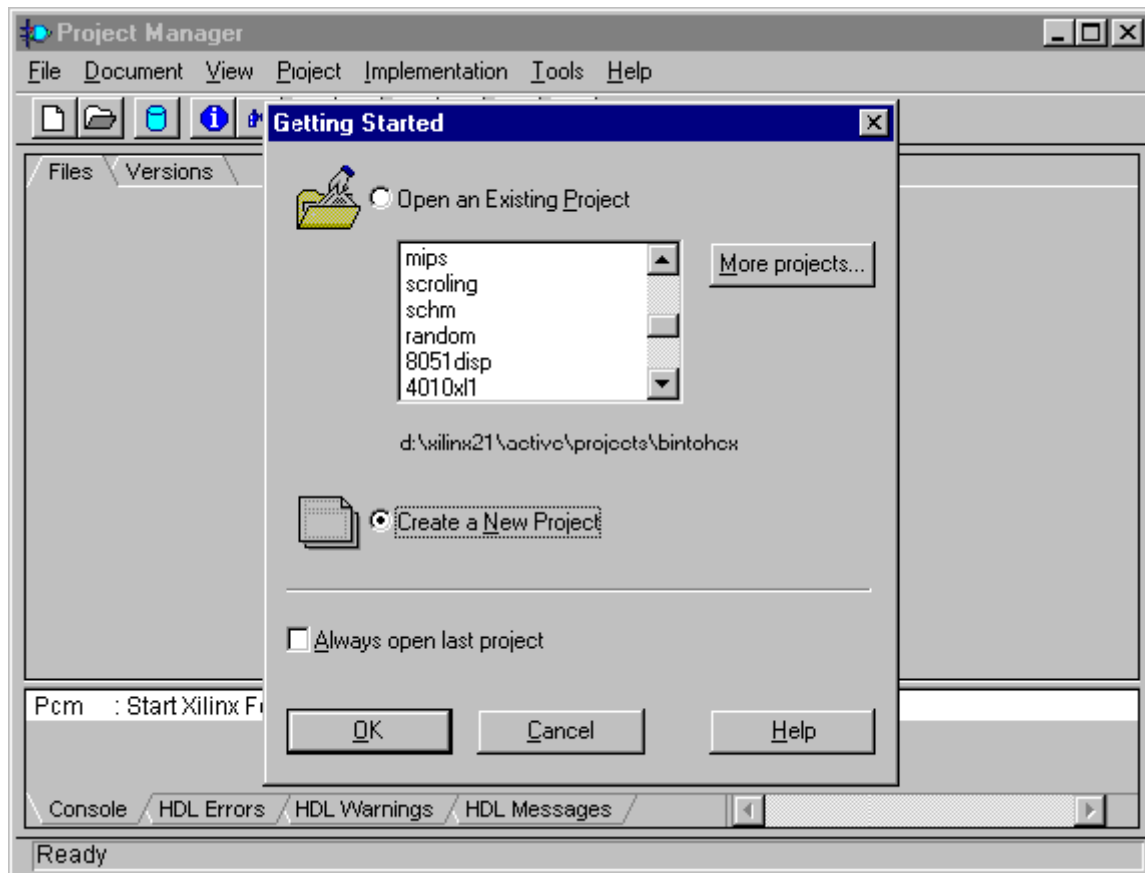 Project Manager
File Document View Project Implementation Tools Help
Getting Started
Files Versions
Open an Existing Project
mips
scroling
schm
random
8051disp
4010xl1
More projects...
d:\xilinx21\active\projects\bintohex
Create a New Project
Always open last project
Pcm : Start Xilinx F
OK Cancel Help
Console HDL Errors HDL Warnings HDL Messages
Ready